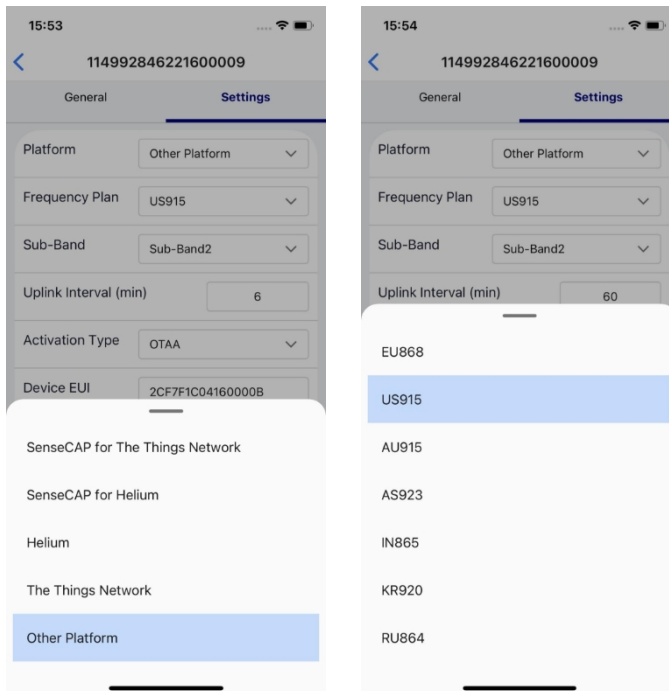 15:53
114992846221600009
General Settings
Platform Other Platform
Frequency Plan US915
Sub-Band Sub-Band2
Uplink Interval (min) 6
Activation Type OTAA
Device EUI 2CF7F1C04160000B
SenseCAP for The Things Network
SenseCAP for Helium
Helium
The Things Network
Other Platform
15:54
114992846221600009
General Settings
Platform Other Platform
Frequency Plan US915
Sub-Band Sub-Band2
Uplink Interval (min) 60
EU868
US915
AU915
AS923
IN865
KR920
RU864